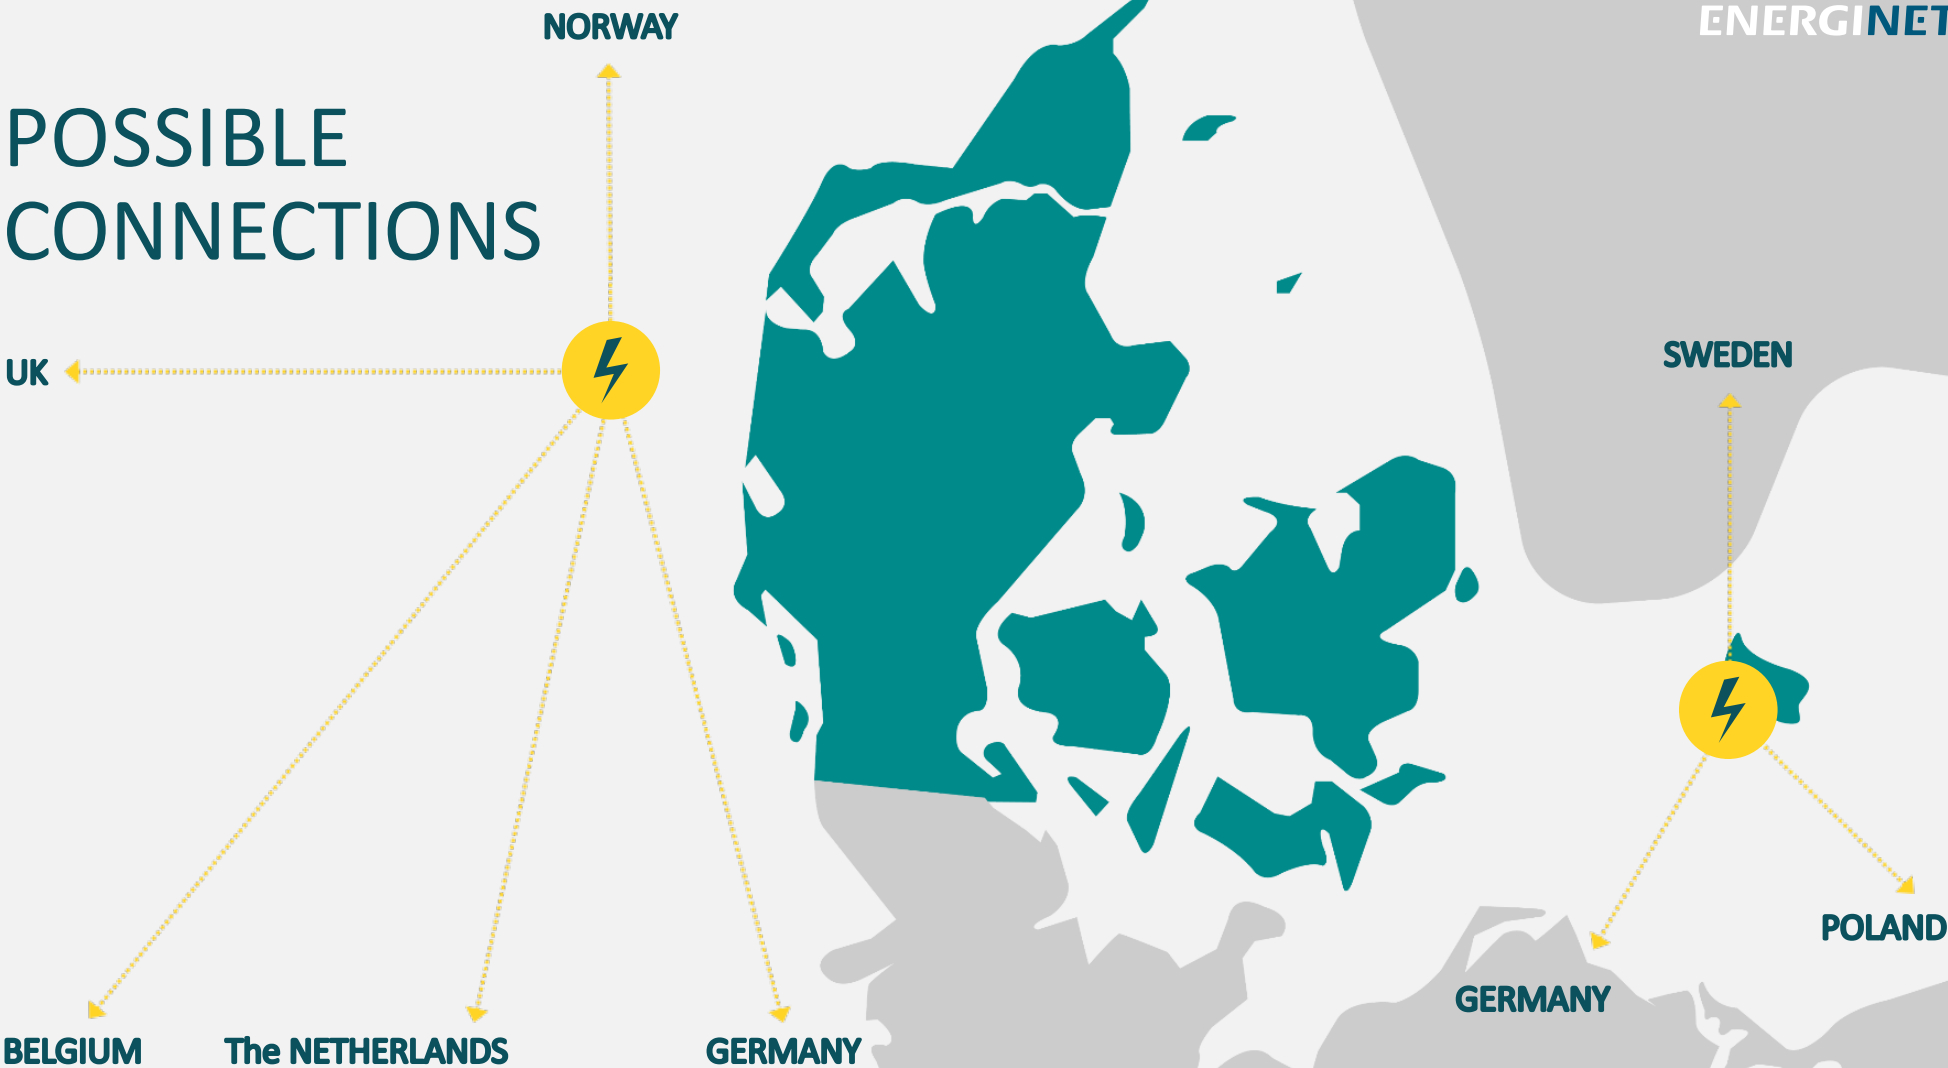 ENERGINET
NORWAY
POSSIBLE
CONNECTIONS
UK
SWEDEN
POLAND
GERMANY
BELGIUM
The NETHERLANDS
GERMANY